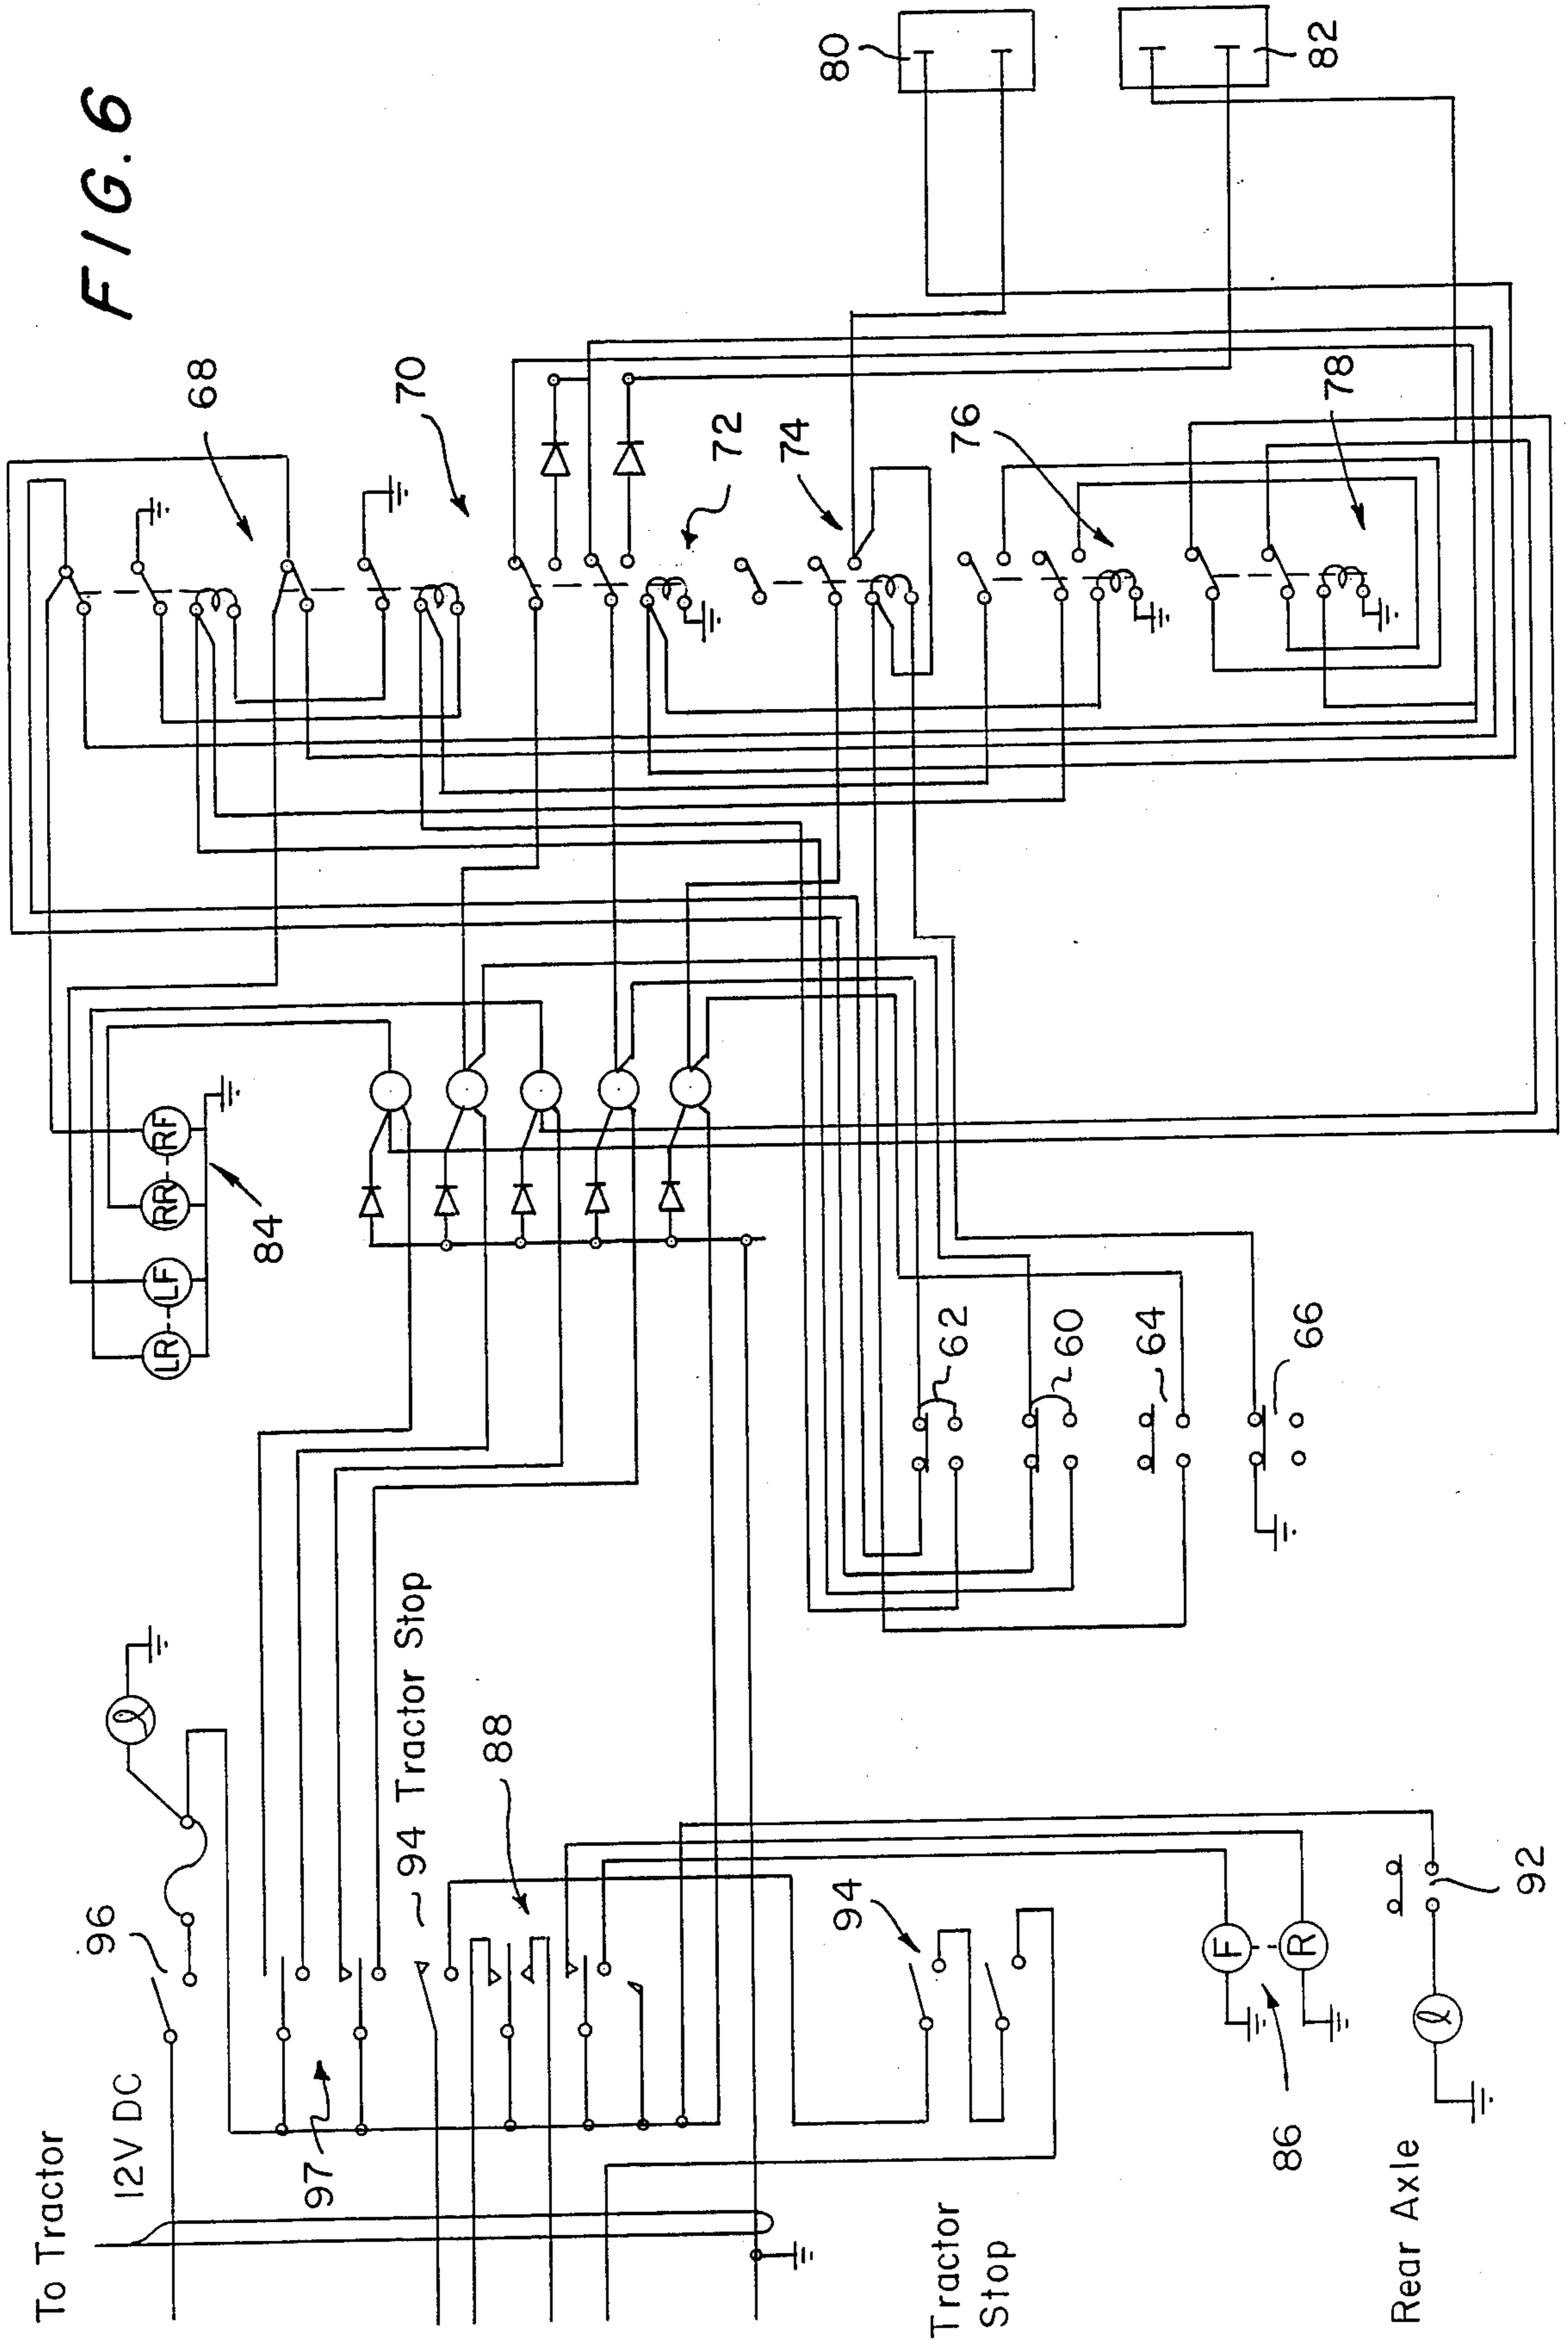 FIG.6
To Tractor
12V DC
96
97
94 Tractor Stop
88
Tractor
Stop
94
86
F
R
Rear Axle
l
92
l
LR
LF
RR
RF
84
62
60
64
66
68
70
72
74
76
78
80
82